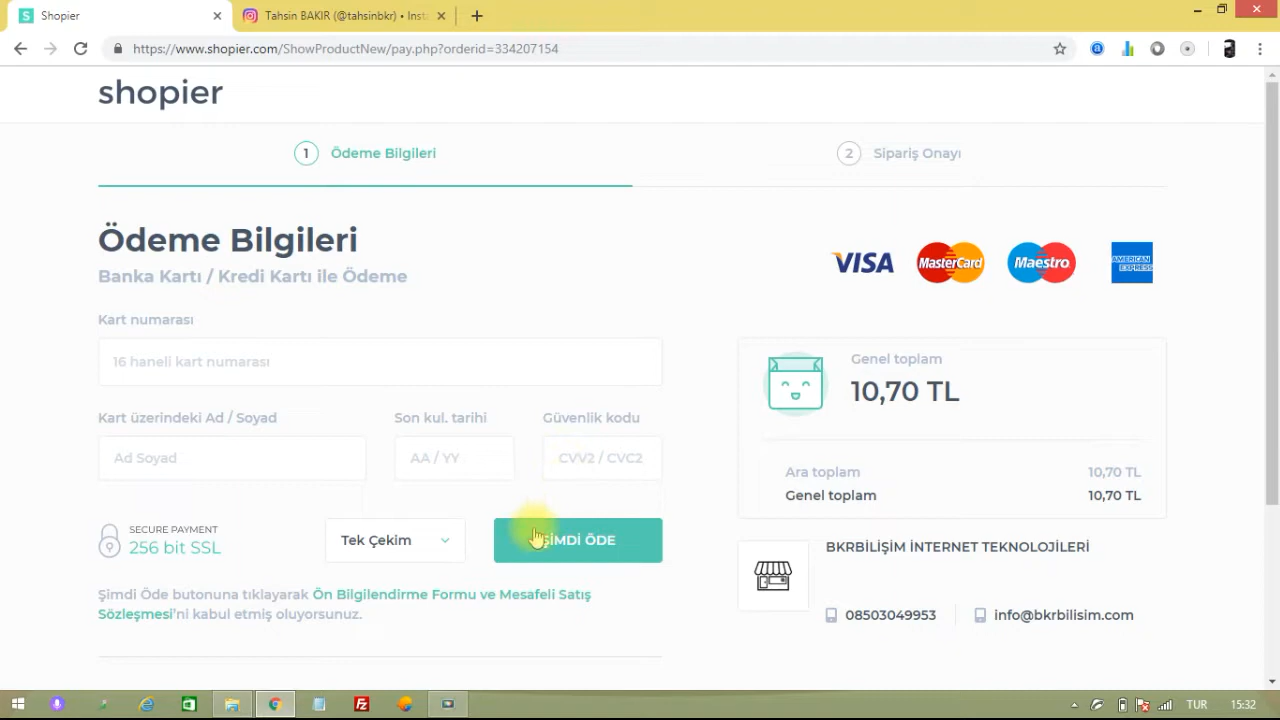 Shopier
Tahsin BAKIR (@tahsinbkr) • Inst
https://www.shopier.com/ShowProductNew/pay.php?orderid=334207154
shopier
1 Ödeme Bilgileri
2 Sipariş Onayı
Ödeme Bilgileri
Banka Kartı / Kredi Kartı ile Ödeme
VISA MasterCard Maestro AMERICAN EXPRESS
Kart numarası
16 haneli kart numarası
Genel toplam
10,70 TL
Kart üzerindeki Ad / Soyad Son kul. tarihi Güvenlik kodu
Ad Soyad AA / YY CVV2 / CVC2
Ara toplam 10,70 TL
Genel toplam 10,70 TL
SECURE PAYMENT
256 bit SSL
Tek Çekim
ŞİMDİ ÖDE
BKRBİLİŞİM İNTERNET TEKNOLOJİLERİ
Şimdi Öde butonuna tıklayarak Ön Bilgilendirme Formu ve Mesafeli Satış
Sözleşmesi'ni kabul etmiş oluyorsunuz.
08503049953 info@bkrbilisim.com
TUR 15:32